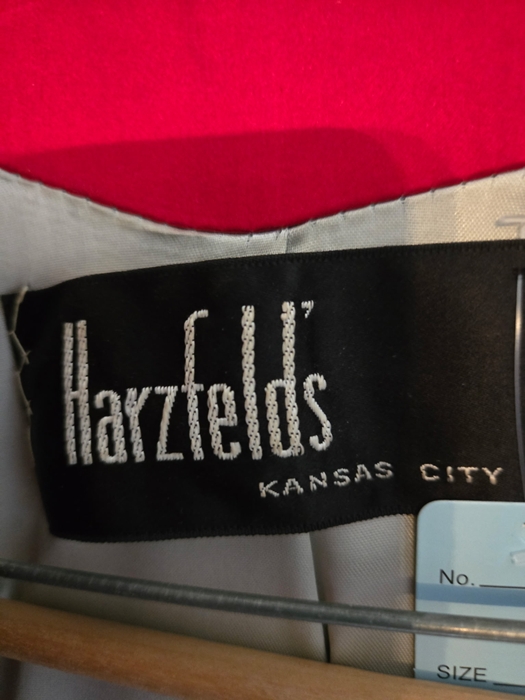 Harzfeld's
KANSAS CITY
No.
SIZE